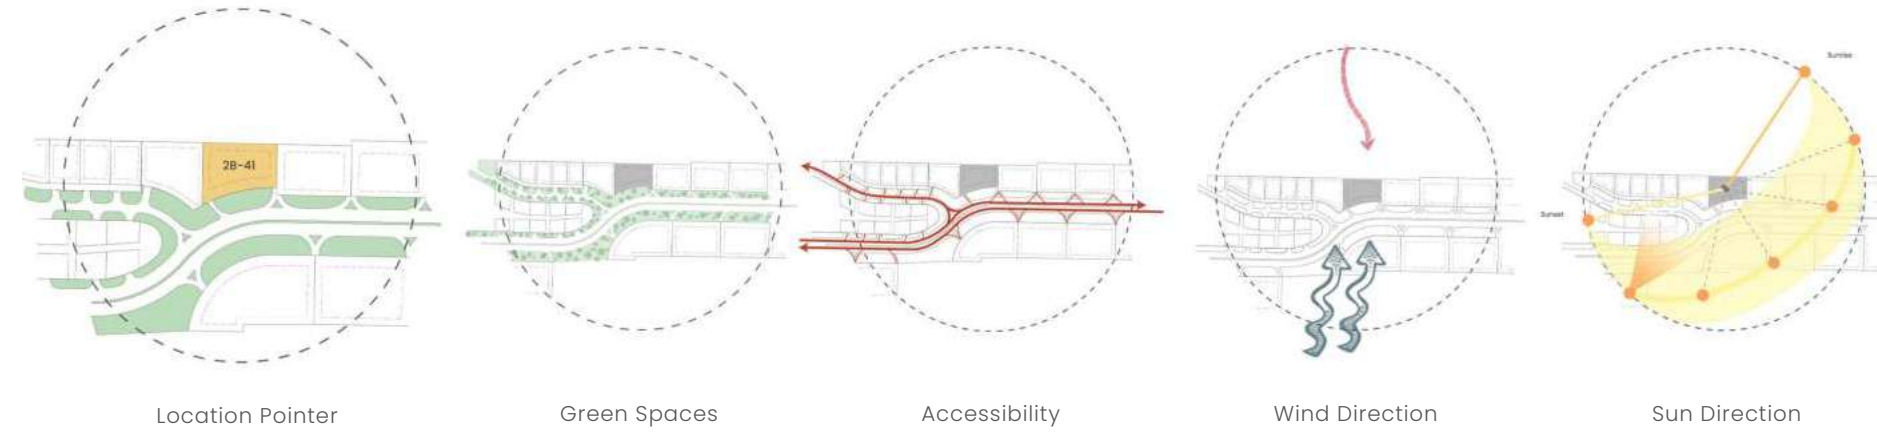 2B-41
Sunrise
Sunset
Location Pointer
Green Spaces
Accessibility
Wind Direction
Sun Direction